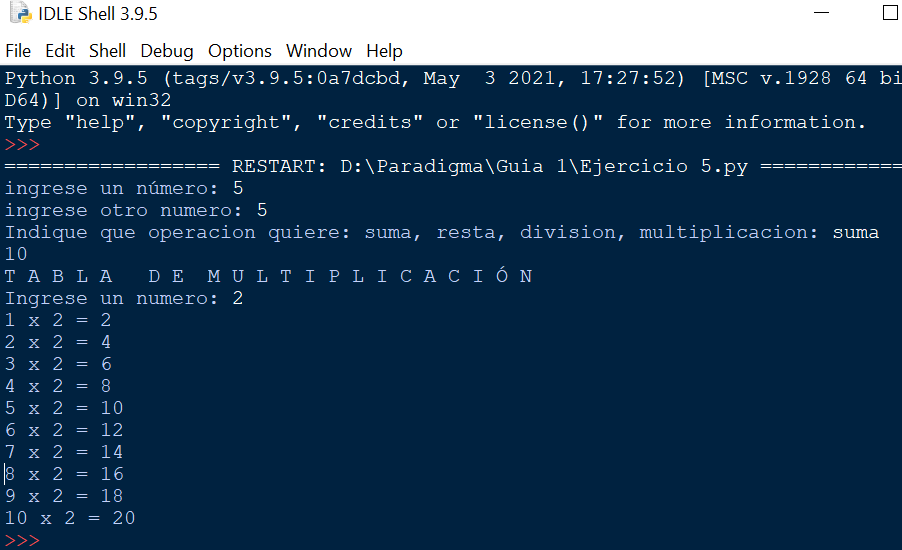 IDLE Shell 3.9.5
File Edit Shell Debug Options Window Help
Python 3.9.5 (tags/v3.9.5:0a7dcbd, May  3 2021, 17:27:52) [MSC v.1928 64 bi
D64)] on win32
Type "help", "copyright", "credits" or "license()" for more information.
>>>
================== RESTART: D:\Paradigma\Guia 1\Ejercicio 5.py ============
ingrese un número: 5
ingrese otro numero: 5
Indique que operacion quiere: suma, resta, division, multiplicacion: suma
10
T A B L A   D E  M U L T I P L I C A C I Ó N
Ingrese un numero: 2
1 x 2 = 2
2 x 2 = 4
3 x 2 = 6
4 x 2 = 8
5 x 2 = 10
6 x 2 = 12
7 x 2 = 14
8 x 2 = 16
9 x 2 = 18
10 x 2 = 20
>>>